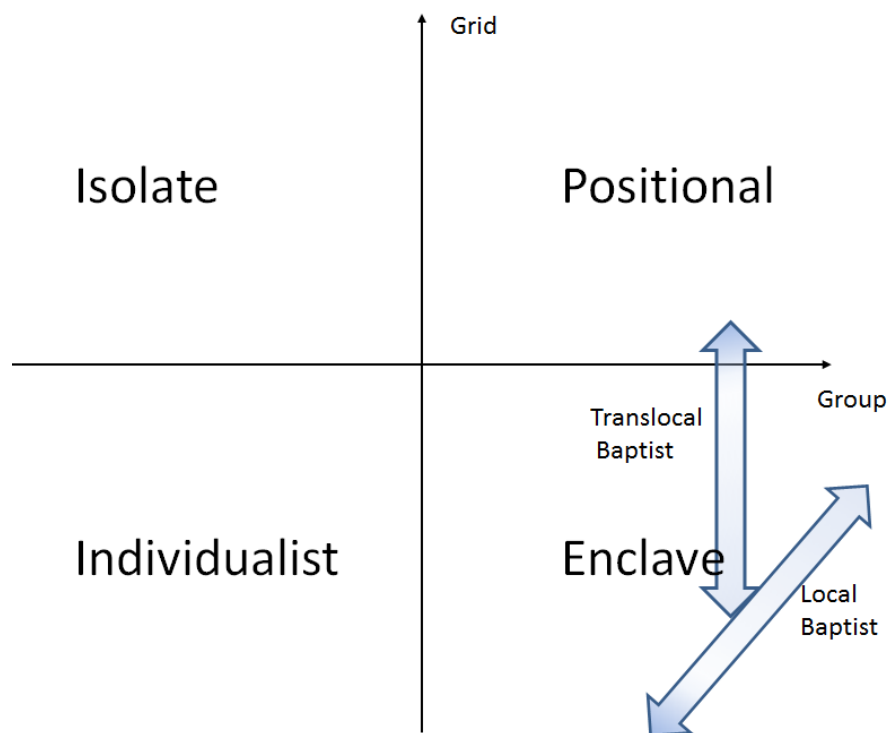 Grid
Isolate
Positional
Group
Translocal
Baptist
Individualist
Enclave
Local
Baptist